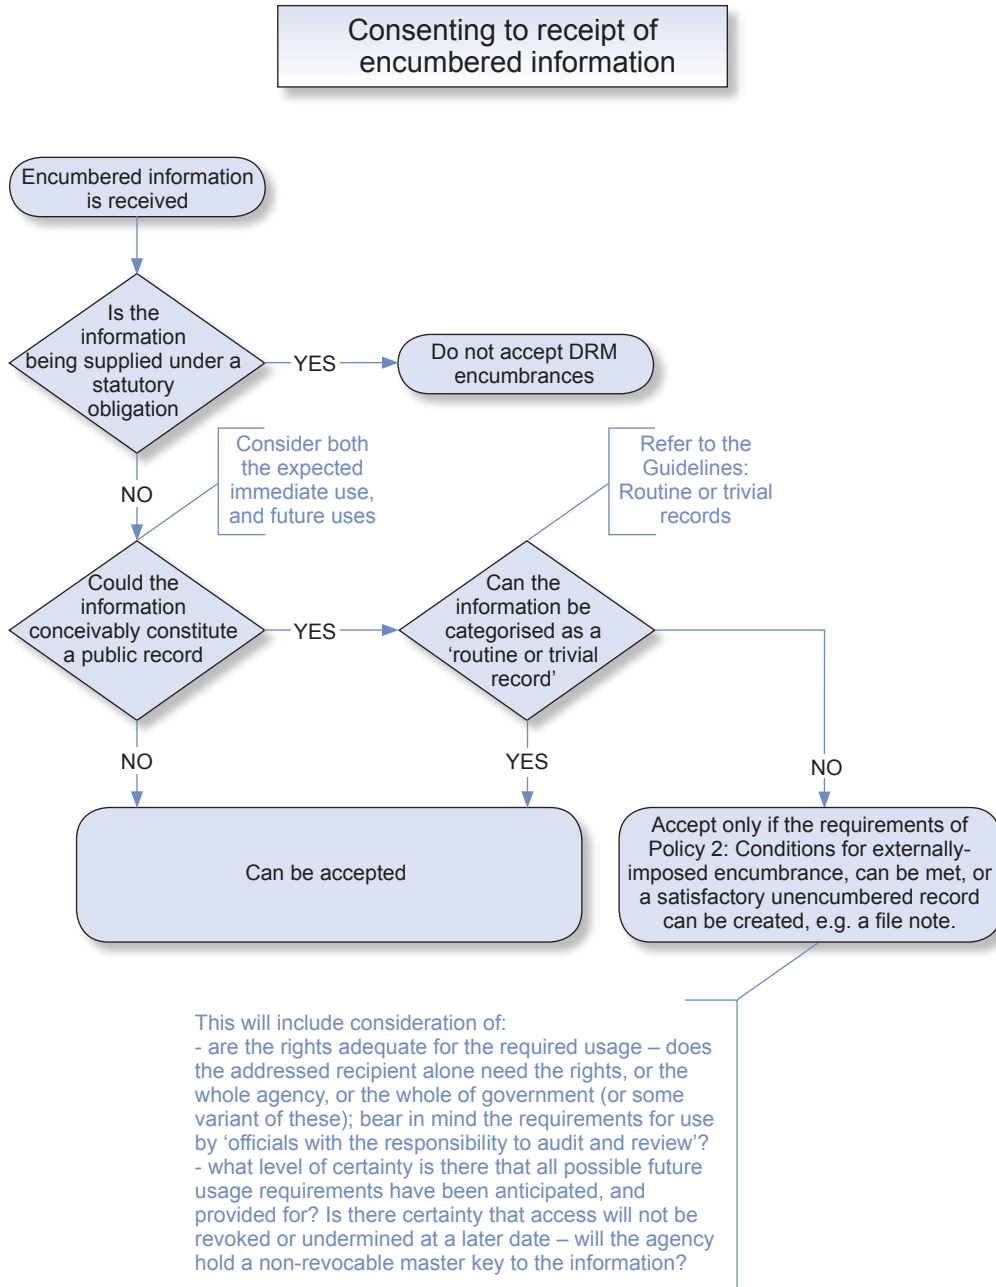 Consenting to receipt of
encumbered information
Encumbered information
is received
Is the
information
being supplied under a
statutory
obligation
YES
Do not accept DRM
encumbrances
NO
Consider both
the expected
immediate use,
and future uses
Refer to the
Guidelines:
Routine or trivial
records
Could the
information
conceivably constitute
a public record
YES
Can the
information be
categorised as a
‘routine or trivial
record’
NO
YES
NO
Can be accepted
Accept only if the requirements of
Policy 2: Conditions for externally-
imposed encumbrance, can be met, or
a satisfactory unencumbered record
can be created, e.g. a file note.
This will include consideration of:
- are the rights adequate for the required usage – does
the addressed recipient alone need the rights, or the
whole agency, or the whole of government (or some
variant of these); bear in mind the requirements for use
by ‘officials with the responsibility to audit and review’?
- what level of certainty is there that all possible future
usage requirements have been anticipated, and
provided for? Is there certainty that access will not be
revoked or undermined at a later date – will the agency
hold a non-revocable master key to the information?